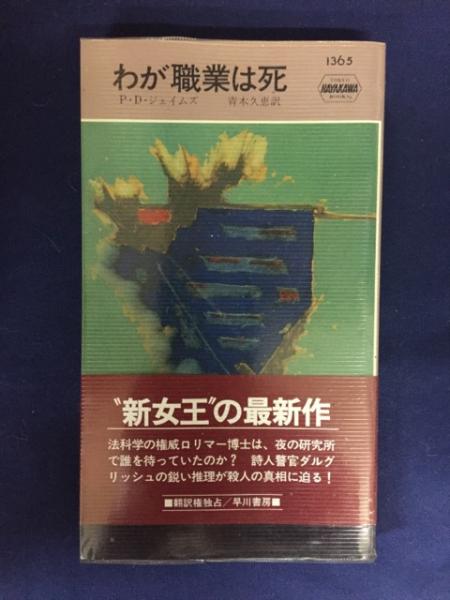 1365
わが職業は死
P・D・ジェイムズ 青木久恵訳
HAYAKAWA
"新女王"の最新作
法科学の権威ロリマー博士は、夜の研究所
で誰を待っていたのか? 詩人警官ダルグ
リッシュの鋭い推理が殺人の真相に迫る!
■翻訳権独占/早川書房■